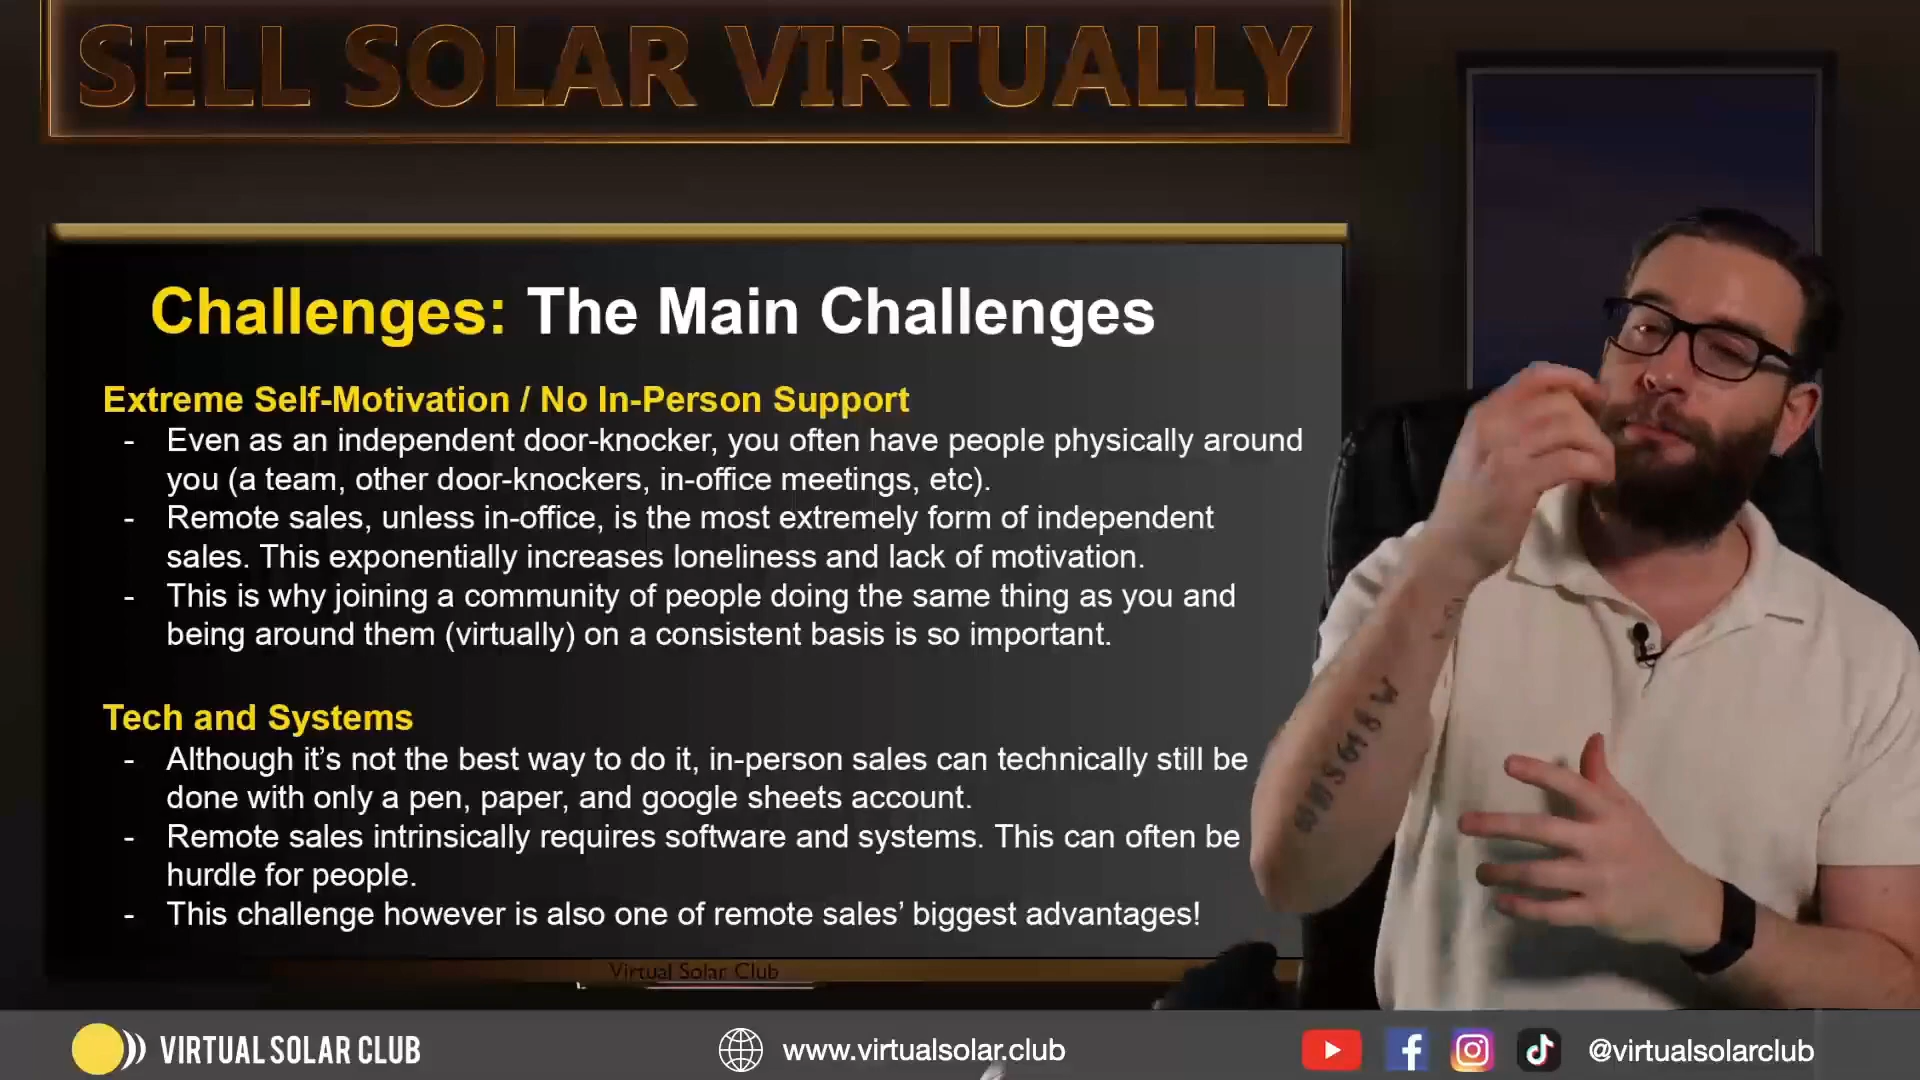 SELL SOLAR VIRTUALLY
Challenges: The Main Challenges
Extreme Self-Motivation / No In-Person Support
- Even as an independent door-knocker, you often have people physically around
you (a team, other door-knockers, in-office meetings, etc).
- Remote sales, unless in-office, is the most extremely form of independent
sales. This exponentially increases loneliness and lack of motivation.
- This is why joining a community of people doing the same thing as you and
being around them (virtually) on a consistent basis is so important.
Tech and Systems
- Although it’s not the best way to do it, in-person sales can technically still be
done with only a pen, paper, and google sheets account.
- Remote sales intrinsically requires software and systems. This can often be
hurdle for people.
- This challenge however is also one of remote sales’ biggest advantages!
Virtual Solar Club
VIRTUAL SOLAR CLUB
www.virtualsolar.club
@virtualsolarclub